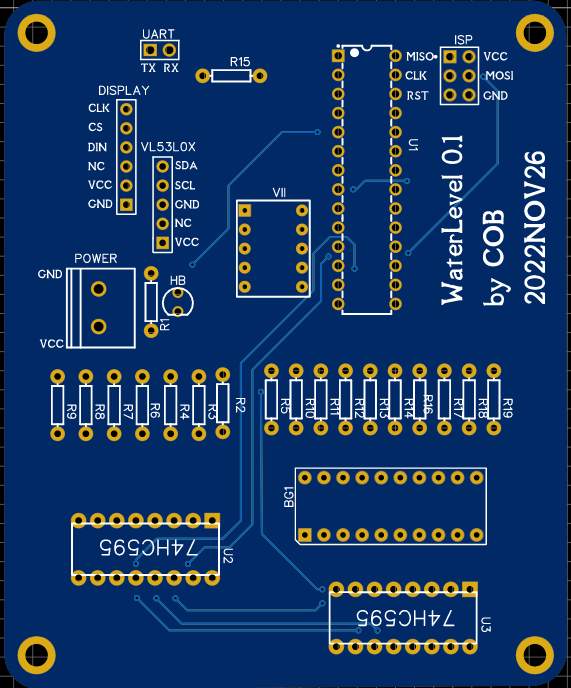 UART
TX RX
R15
ISP
MISO
VCC
CLK
MOSI
RST
GND
DISPLAY
CLK
CS
DIN
NC
VCC
GND
VL53L0X
SDA
SCL
GND
NC
VCC
U1
VII
WaterLevel 0.1
by COB
2022NOV26
POWER
GND
VCC
HB
R1
R9
R8
R7
R6
R4
R3
R2
R5
R10
R11
R12
R13
R14
R16
R17
R18
R19
BG1
74HC595
U2
74HC595
U3